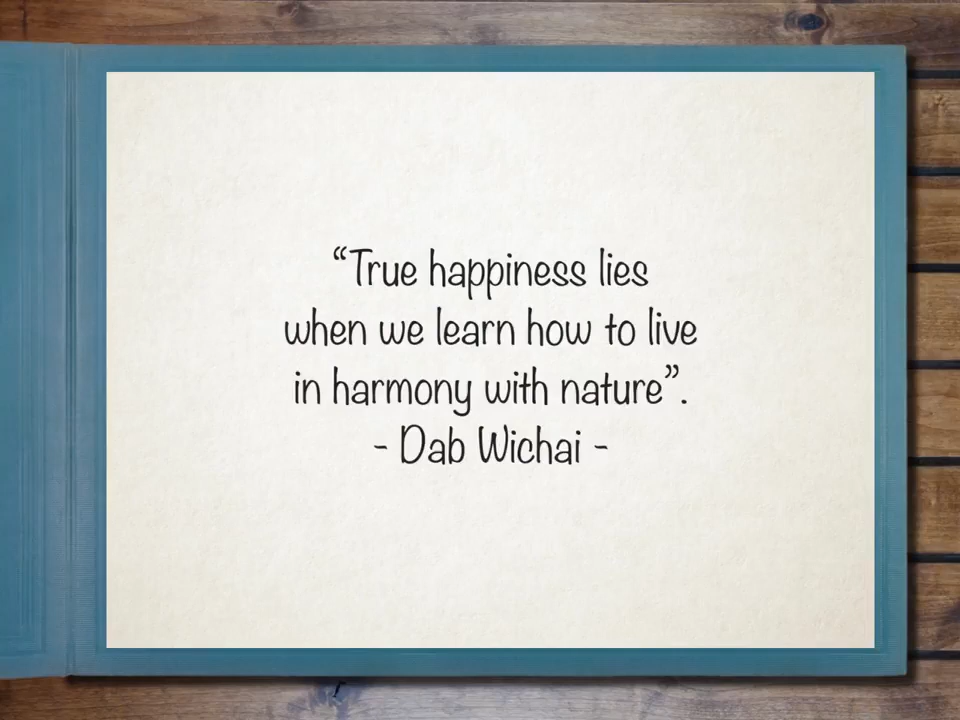 “True happiness lies
when we learn how to live
in harmony with nature”.
- Dab Wichai -